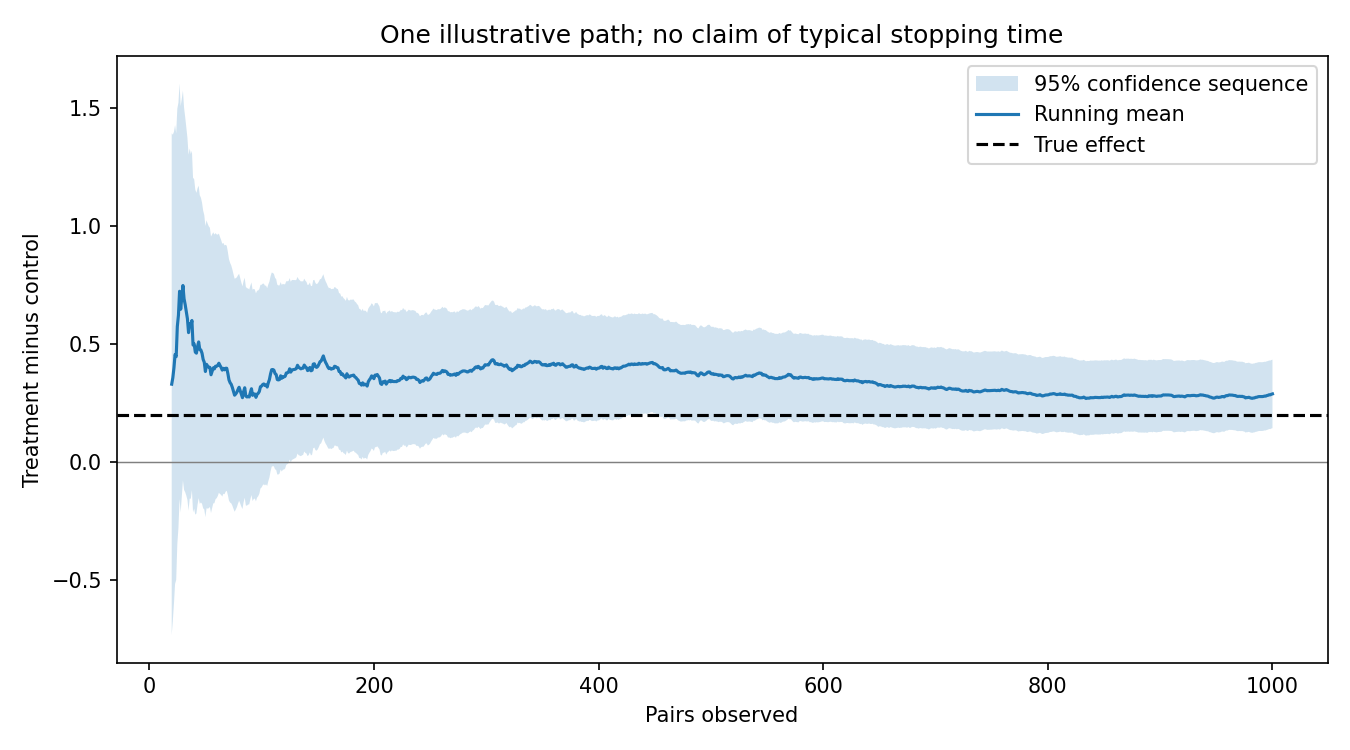 One illustrative path; no claim of typical stopping time
95% confidence sequence
Running mean
True effect
Treatment minus control
1.5
1.0
0.5
0.0
−0.5
0 200 400 600 800 1000
Pairs observed